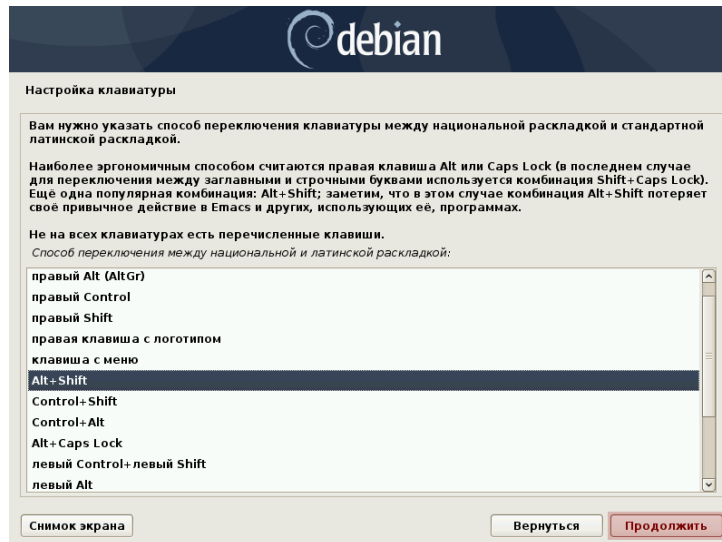 debian
Настройка клавиатуры
Вам нужно указать способ переключения клавиатуры между национальной раскладкой и стандартной
латинской раскладкой.
Наиболее эргономичным способом считаются правая клавиша Alt или Caps Lock (в последнем случае
для переключения между заглавными и строчными буквами используется комбинация Shift+Caps Lock).
Ещё одна популярная комбинация: Alt+Shift; заметим, что в этом случае комбинация Alt+Shift потеряет
своё привычное действие в Emacs и других, использующих её, программах.
Не на всех клавиатурах есть перечисленные клавиши.
Способ переключения между национальной и латинской раскладкой:
правый Alt (AltGr)
правый Control
правый Shift
правая клавиша с логотипом
клавиша с меню
Alt+Shift
Control+Shift
Control+Alt
Alt+Caps Lock
левый Control+левый Shift
левый Alt
Снимок экрана
Вернуться
Продолжить